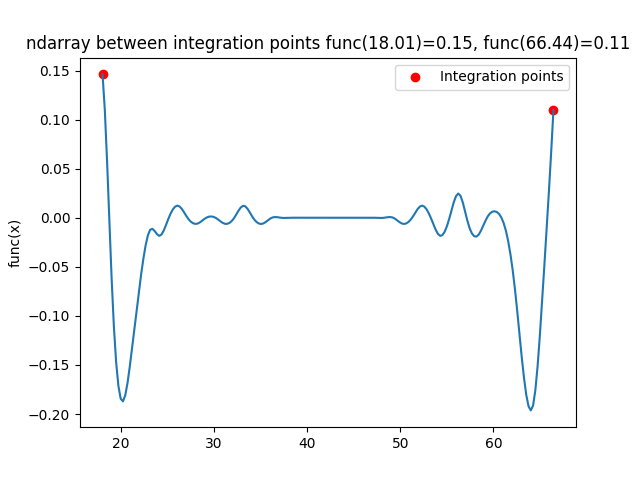 ndarray between integration points func(18.01)=0.15, func(66.44)=0.11
Integration points
func(x)
0.15
0.10
0.05
0.00
−0.05
−0.10
−0.15
−0.20
20 30 40 50 60